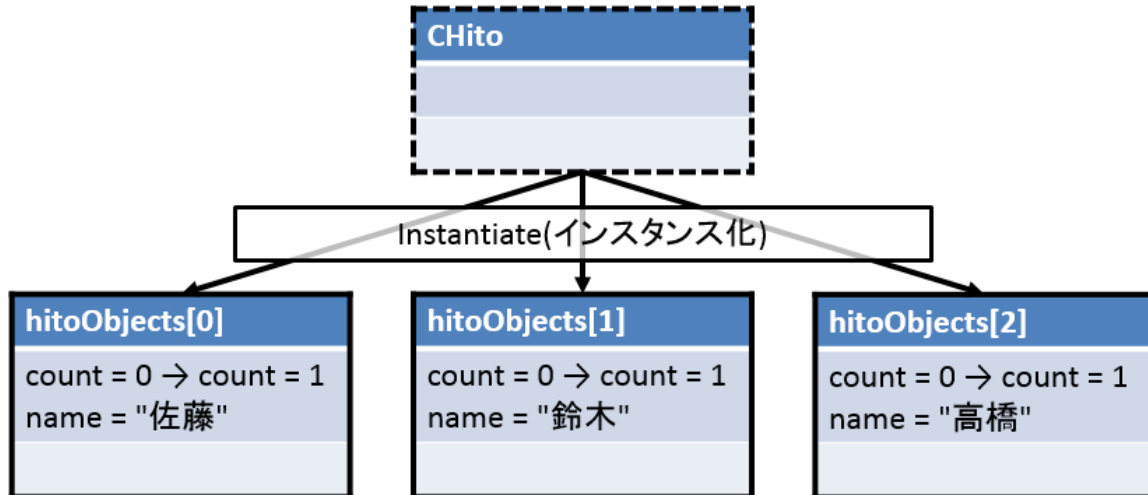 CHito
Instantiate(インスタンス化)
hitoObjects[0]
count = 0 → count = 1
name = "佐藤"
hitoObjects[1]
count = 0 → count = 1
name = "鈴木"
hitoObjects[2]
count = 0 → count = 1
name = "高橋"